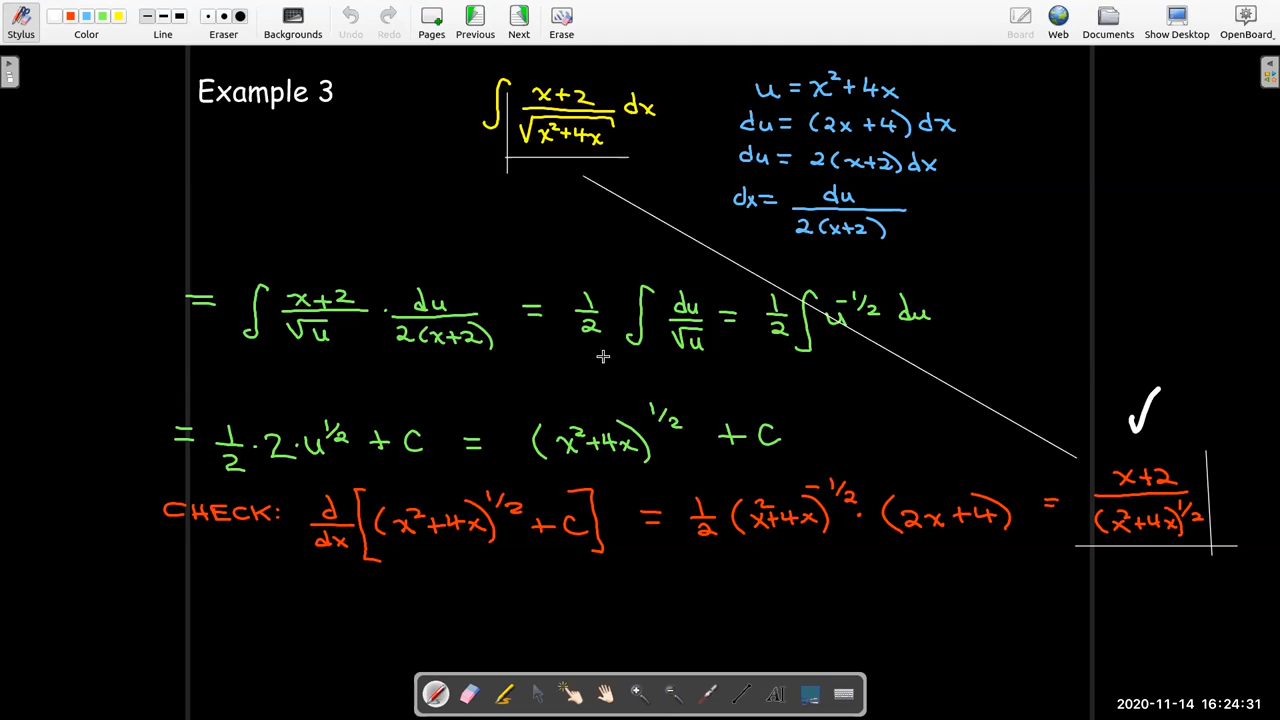 Stylus Color Line Eraser Backgrounds Undo Redo Pages Previous Next Erase Board Web Documents Show Desktop OpenBoard
Example 3
∫ x+2 / √(x²+4x) dx
u = x²+4x
du = (2x+4)dx
du = 2(x+2)dx
dx = du / 2(x+2)
= ∫ x+2 / √u · du / 2(x+2) = 1/2 ∫ du / √u = 1/2 ∫ u^(-1/2) du
= 1/2 · 2 · u^(1/2) + C = (x²+4x)^(1/2) + C
✓
CHECK: d/dx [(x²+4x)^(1/2) + C] = 1/2 (x²+4x)^(-1/2) · (2x+4) = x+2 / (x²+4x)^(1/2)
AI
2020-11-14 16:24:31